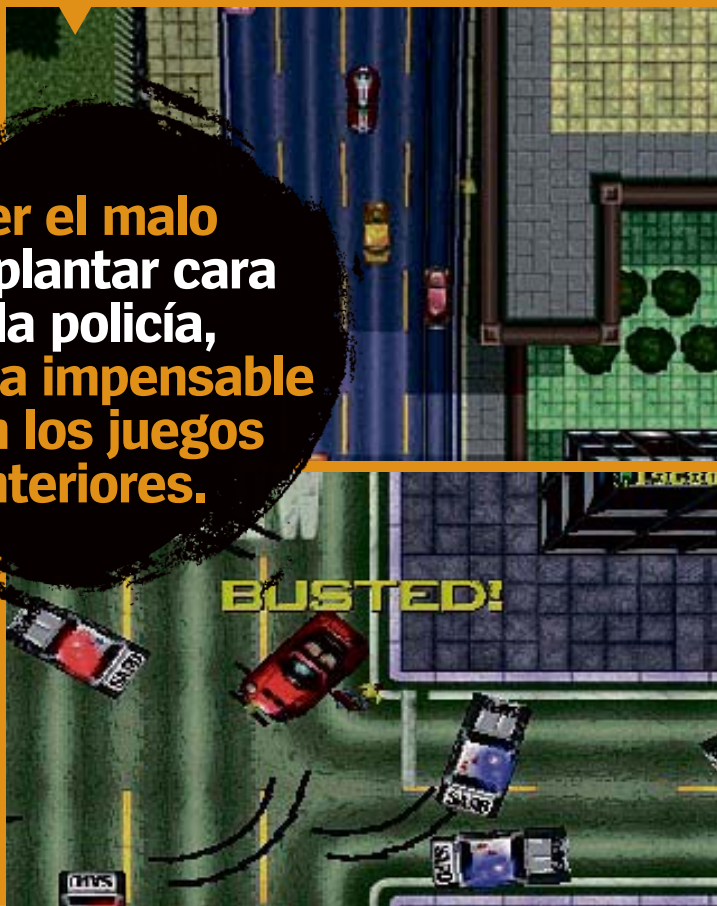 er el malo
plantar cara
la policía,
a impensable
los juegos
nteriores.
BUSTED!